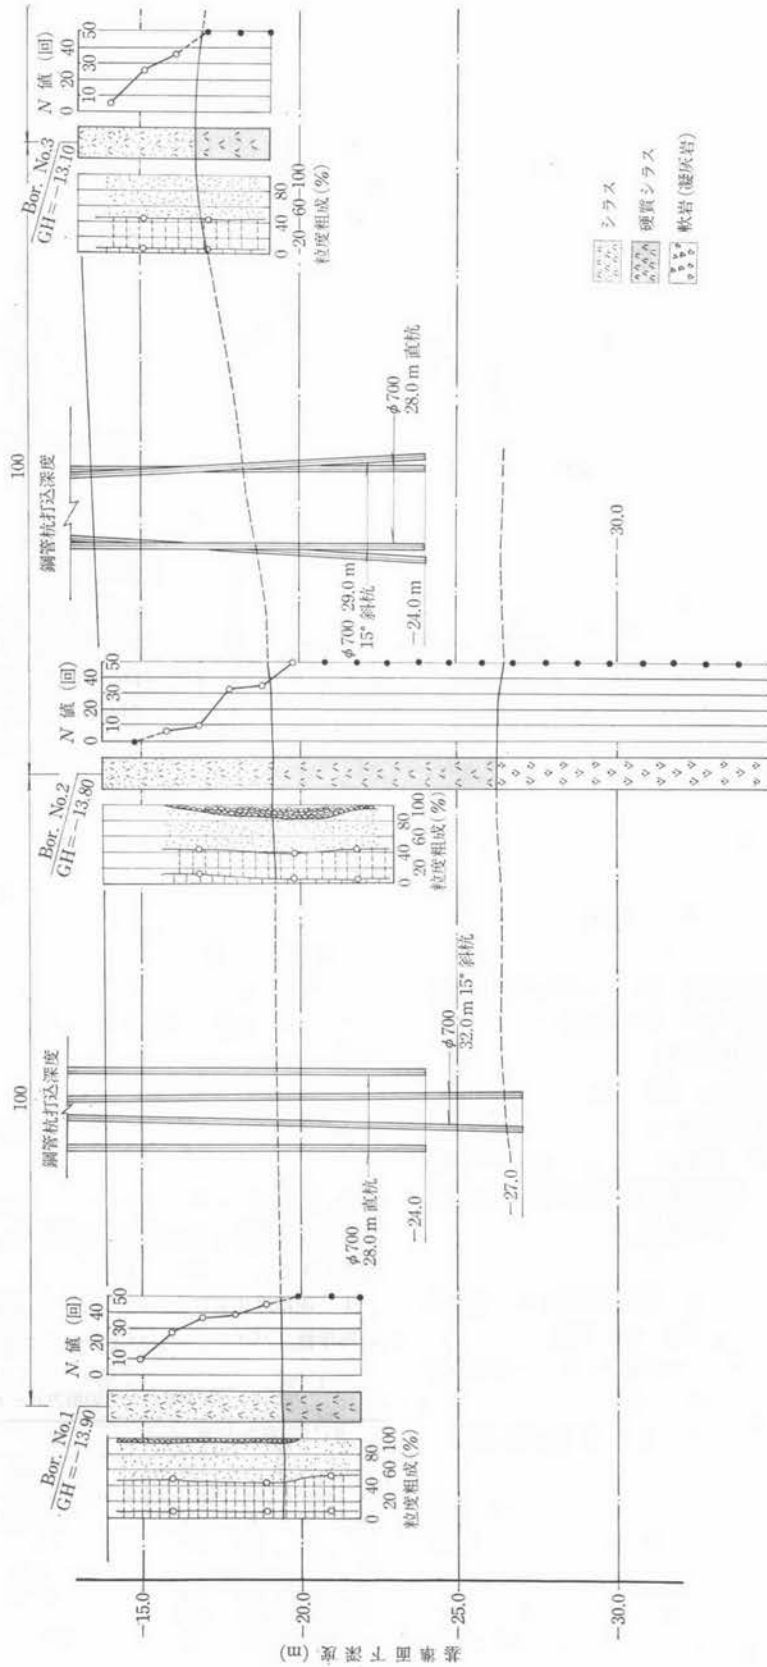 基準面下深度 (m)
-15.0
-20.0
-25.0
-30.0
100
100
Bor. No.1
GH=-13.90
N 値 (回)
0 20 40
10 30 50
0 40 80
20 60 100
粒度粗成(%)
鋼管杭打込深度
φ700
28.0 m 直杭
-24.0
φ700
32.0 m 15° 斜杭
-27.0
Bor. No.2
GH=-13.80
N 値 (回)
0 20 40
10 30 50
0 40 80
20 60 100
粒度粗成(%)
鋼管杭打込深度
φ700 29.0 m
15° 斜杭
φ700
28.0 m 直杭
-24.0 m
-30.0
Bor. No.3
GH=-13.10
N 値 (回)
0 20 40
10 30 50
0 40 80
20-60-100
粒度粗成(%)
シラス
硬質シラス
軟岩(凝灰岩)